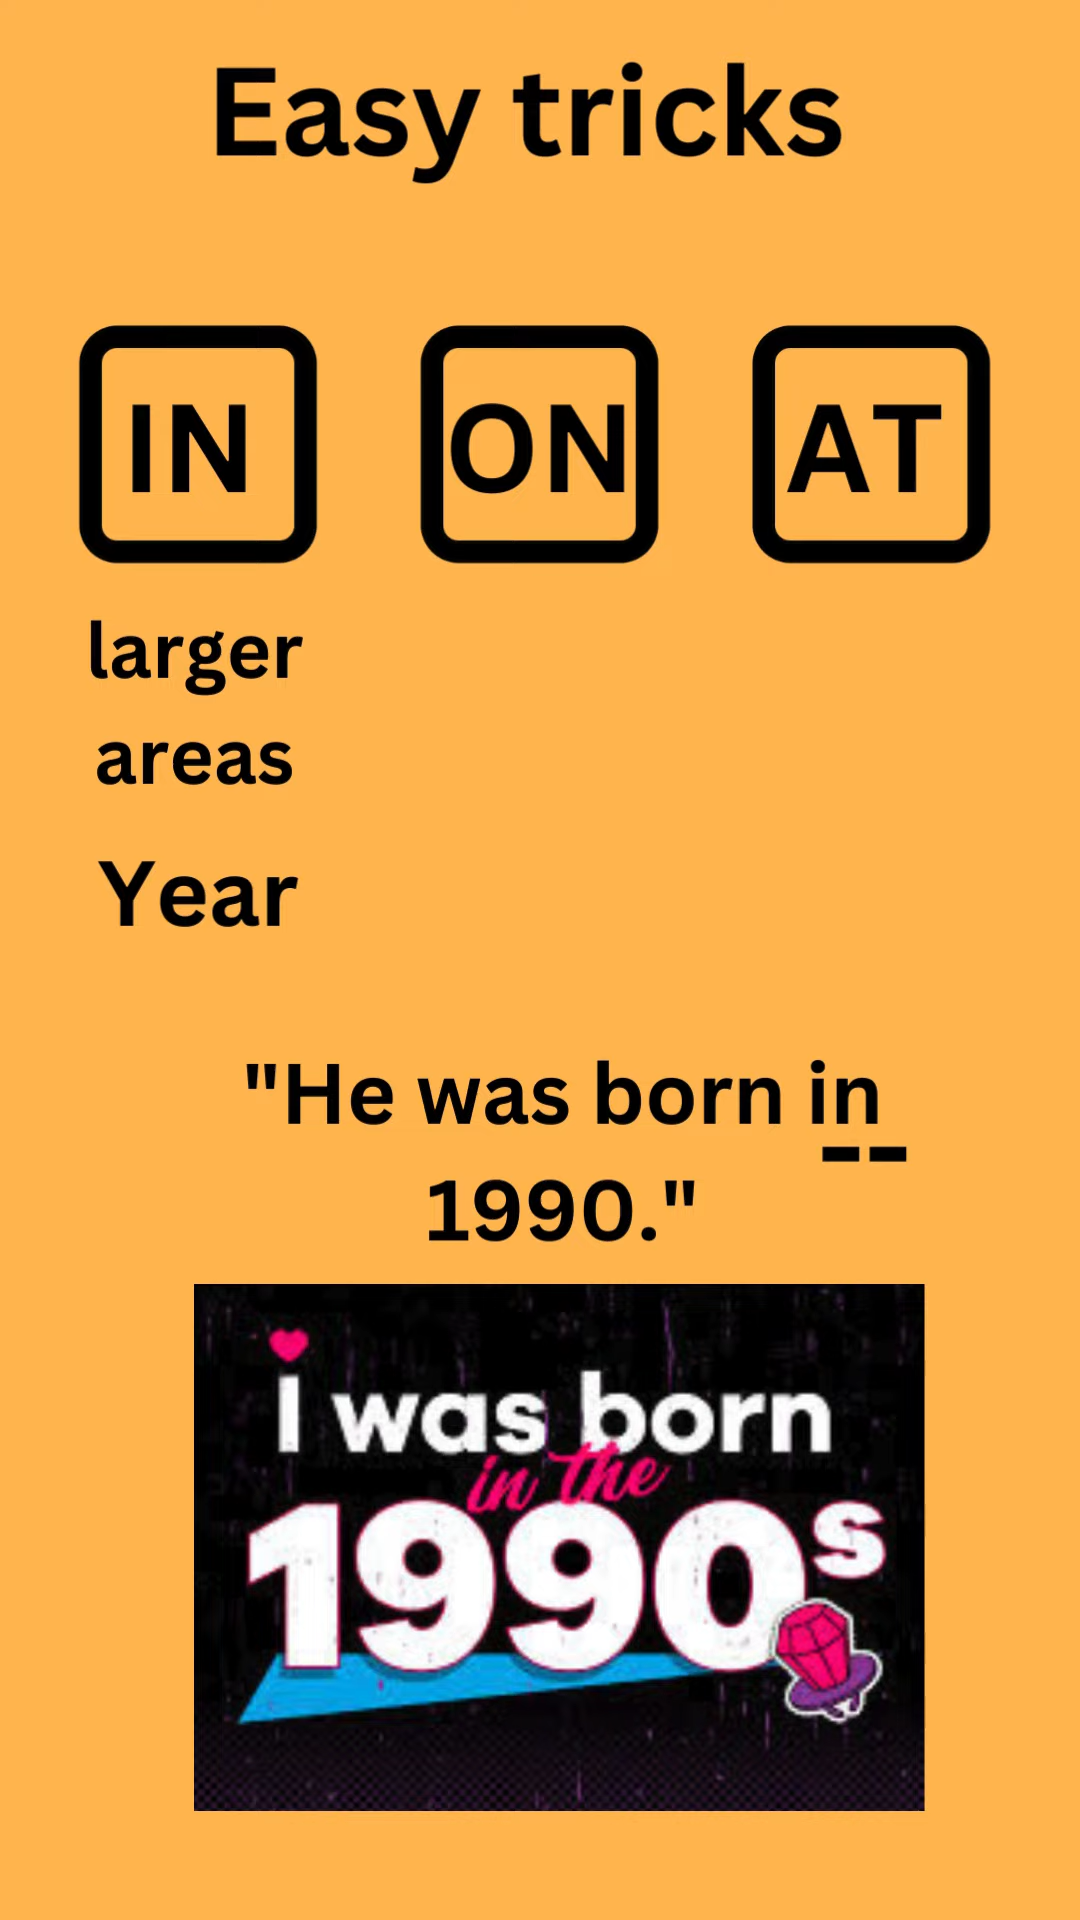 Easy tricks
IN ON AT
larger
areas
Year
"He was born in
1990."
I was born
in the
1990s